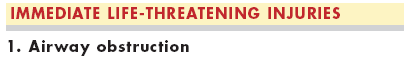 IMMEDIATE LIFE-THREATENING INJURIES
1. Airway obstruction